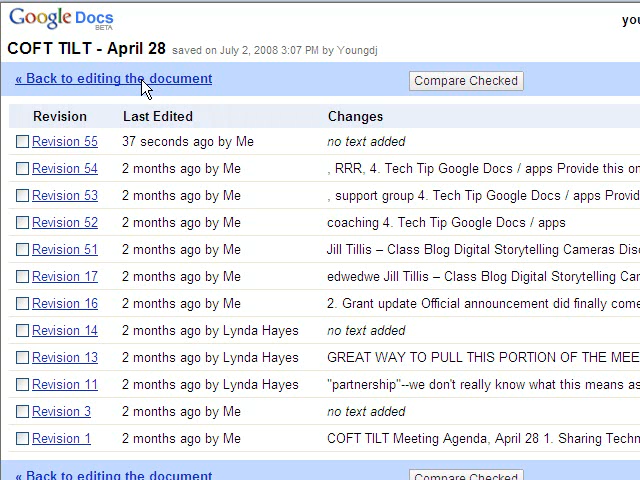 Google Docs
BETA
you
COFT TILT - April 28 saved on July 2, 2008 3:07 PM by Youngdj
« Back to editing the document Compare Checked
Revision Last Edited Changes
Revision 55 37 seconds ago by Me no text added
Revision 54 2 months ago by Me , RRR, 4. Tech Tip Google Docs / apps Provide this on
Revision 53 2 months ago by Me , support group 4. Tech Tip Google Docs / apps Provid
Revision 52 2 months ago by Me coaching 4. Tech Tip Google Docs / apps
Revision 51 2 months ago by Me Jill Tillis – Class Blog Digital Storytelling Cameras Disc
Revision 17 2 months ago by Me edwedwe Jill Tillis – Class Blog Digital Storytelling Car
Revision 16 2 months ago by Me 2. Grant update Official announcement did finally come
Revision 14 2 months ago by Lynda Hayes no text added
Revision 13 2 months ago by Lynda Hayes GREAT WAY TO PULL THIS PORTION OF THE MEE
Revision 11 2 months ago by Lynda Hayes "partnership"--we don't really know what this means as
Revision 3 2 months ago by Me no text added
Revision 1 2 months ago by Me COFT TILT Meeting Agenda, April 28 1. Sharing Techn
« Back to editing the document Compare Checked